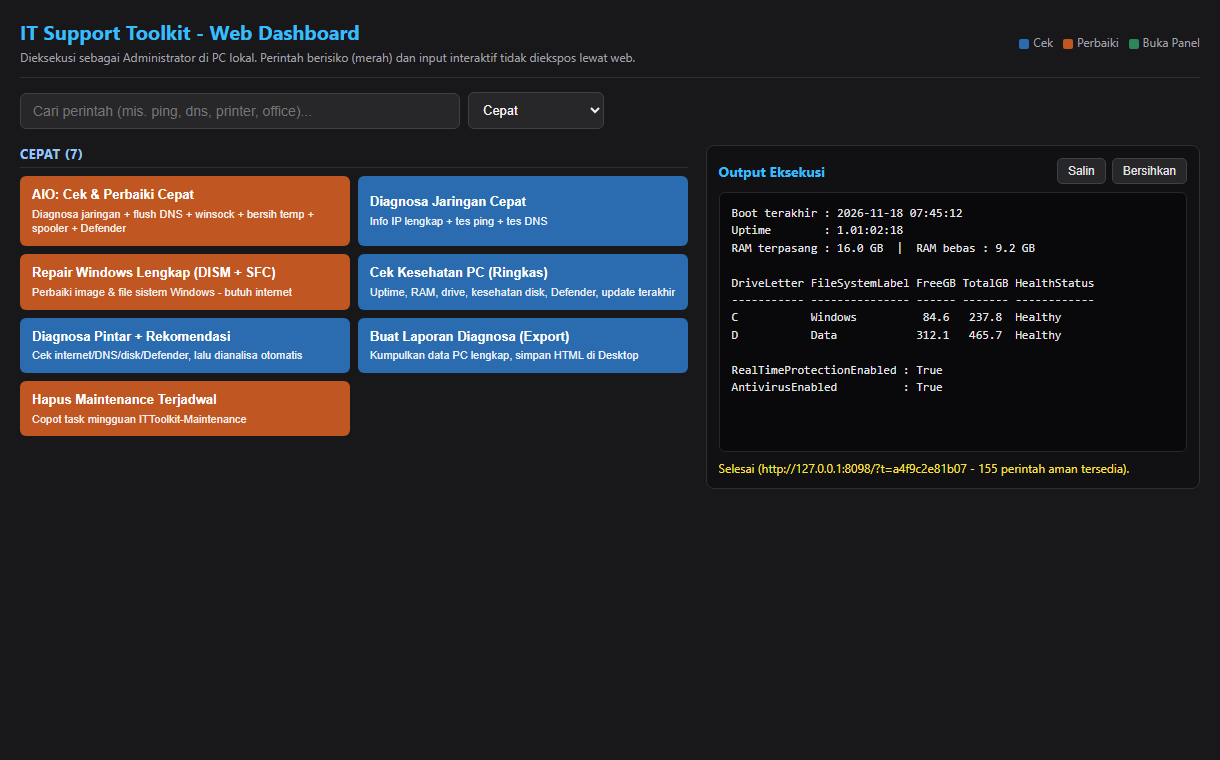 IT Support Toolkit - Web Dashboard
Dieksekusi sebagai Administrator di PC lokal. Perintah berisiko (merah) dan input interaktif tidak diekspos lewat web.
Cek Perbaiki Buka Panel
Cari perintah (mis. ping, dns, printer, office)...
Cepat
CEPAT (7)
AIO: Cek & Perbaiki Cepat
Diagnosa jaringan + flush DNS + winsock + bersih temp +
spooler + Defender
Diagnosa Jaringan Cepat
Info IP lengkap + tes ping + tes DNS
Repair Windows Lengkap (DISM + SFC)
Perbaiki image & file sistem Windows - butuh internet
Cek Kesehatan PC (Ringkas)
Uptime, RAM, drive, kesehatan disk, Defender, update terakhir
Diagnosa Pintar + Rekomendasi
Cek internet/DNS/disk/Defender, lalu dianalisa otomatis
Buat Laporan Diagnosa (Export)
Kumpulkan data PC lengkap, simpan HTML di Desktop
Hapus Maintenance Terjadwal
Copot task mingguan ITToolkit-Maintenance
Output Eksekusi
Salin
Bersihkan
Boot terakhir : 2026-11-18 07:45:12
Uptime : 1.01:02:18
RAM terpasang : 16.0 GB | RAM bebas : 9.2 GB
DriveLetter FileSystemLabel FreeGB TotalGB HealthStatus
----------- --------------- ------ ------- ------------
C Windows 84.6 237.8 Healthy
D Data 312.1 465.7 Healthy
RealTimeProtectionEnabled : True
AntivirusEnabled : True
Selesai (http://127.0.0.1:8098/?t=a4f9c2e81b07 - 155 perintah aman tersedia).